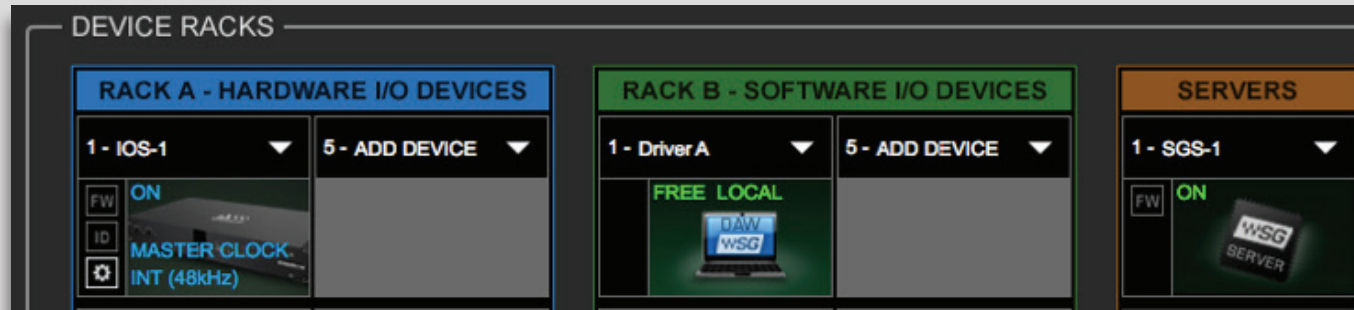 DEVICE RACKS
RACK A - HARDWARE I/O DEVICES
1 - IOS-1
5 - ADD DEVICE
FW
ON
ID
MASTER CLOCK
INT (48kHz)
RACK B - SOFTWARE I/O DEVICES
1 - Driver A
5 - ADD DEVICE
FREE LOCAL
DAW
WSG
SERVERS
1 - SGS-1
FW
ON
WSG
SERVER